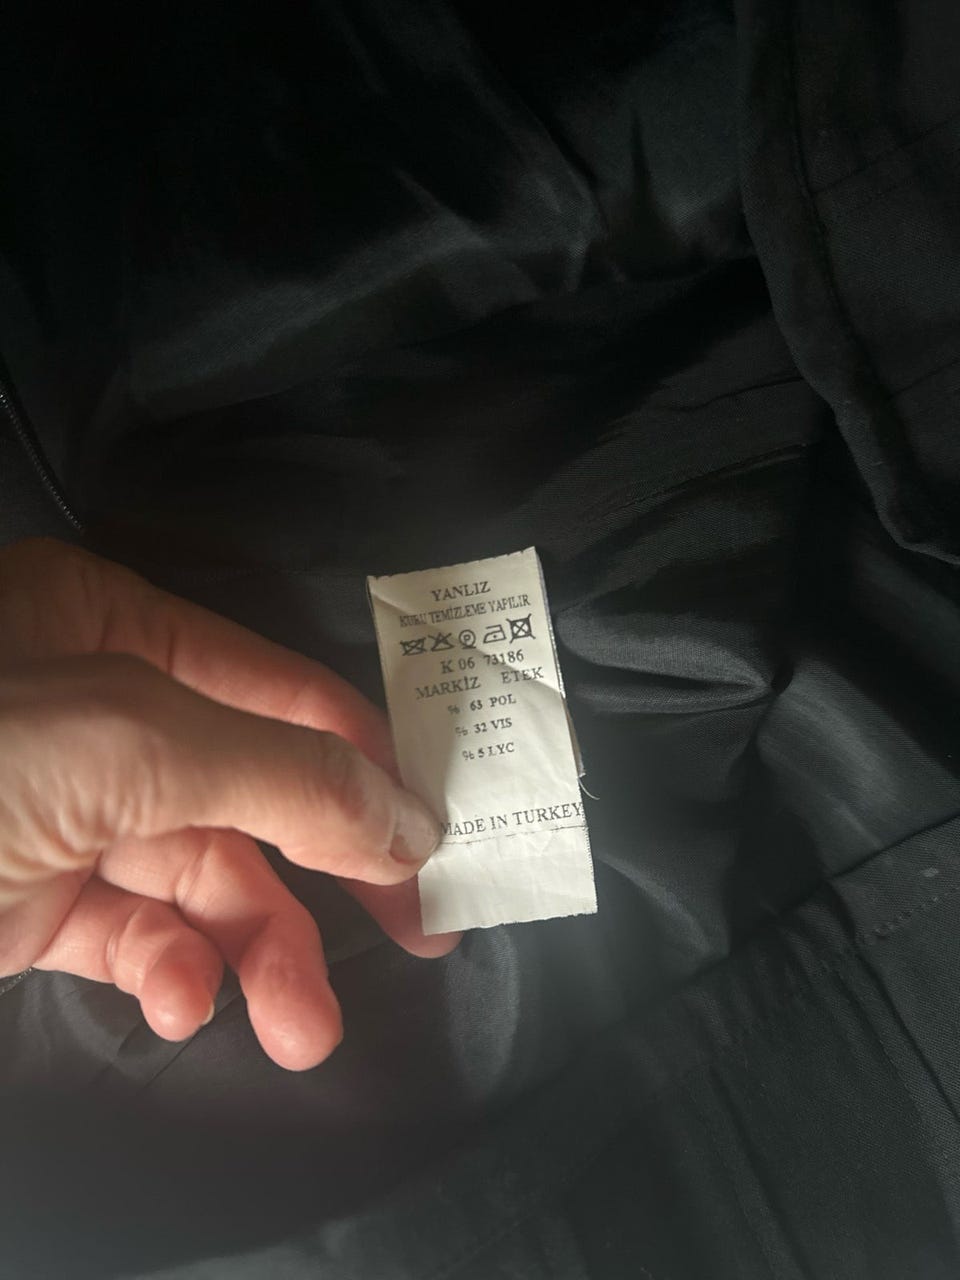 YANLIZ
KURU TEMİZLEME YAPILIR
P
K 06 73186
MARKİZ ETEK
% 63 POL
% 32 VIS
% 5 LYC
MADE IN TURKEY